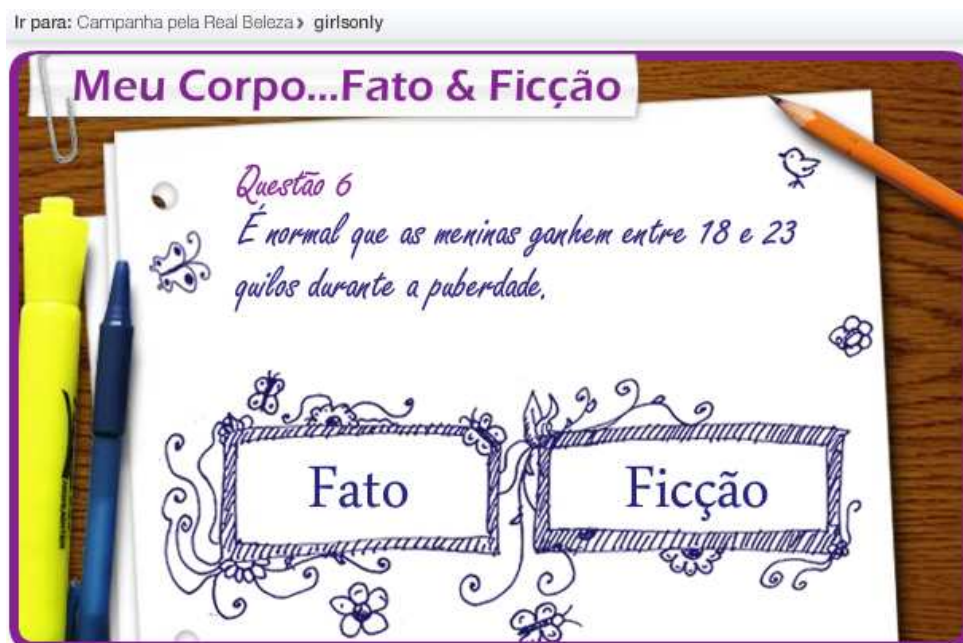 Ir para: Campanha pela Real Beleza › girlsonly
Meu Corpo...Fato & Ficção
Questão 6
É normal que as meninas ganhem entre 18 e 23
quilos durante a puberdade.
Fato
Ficção